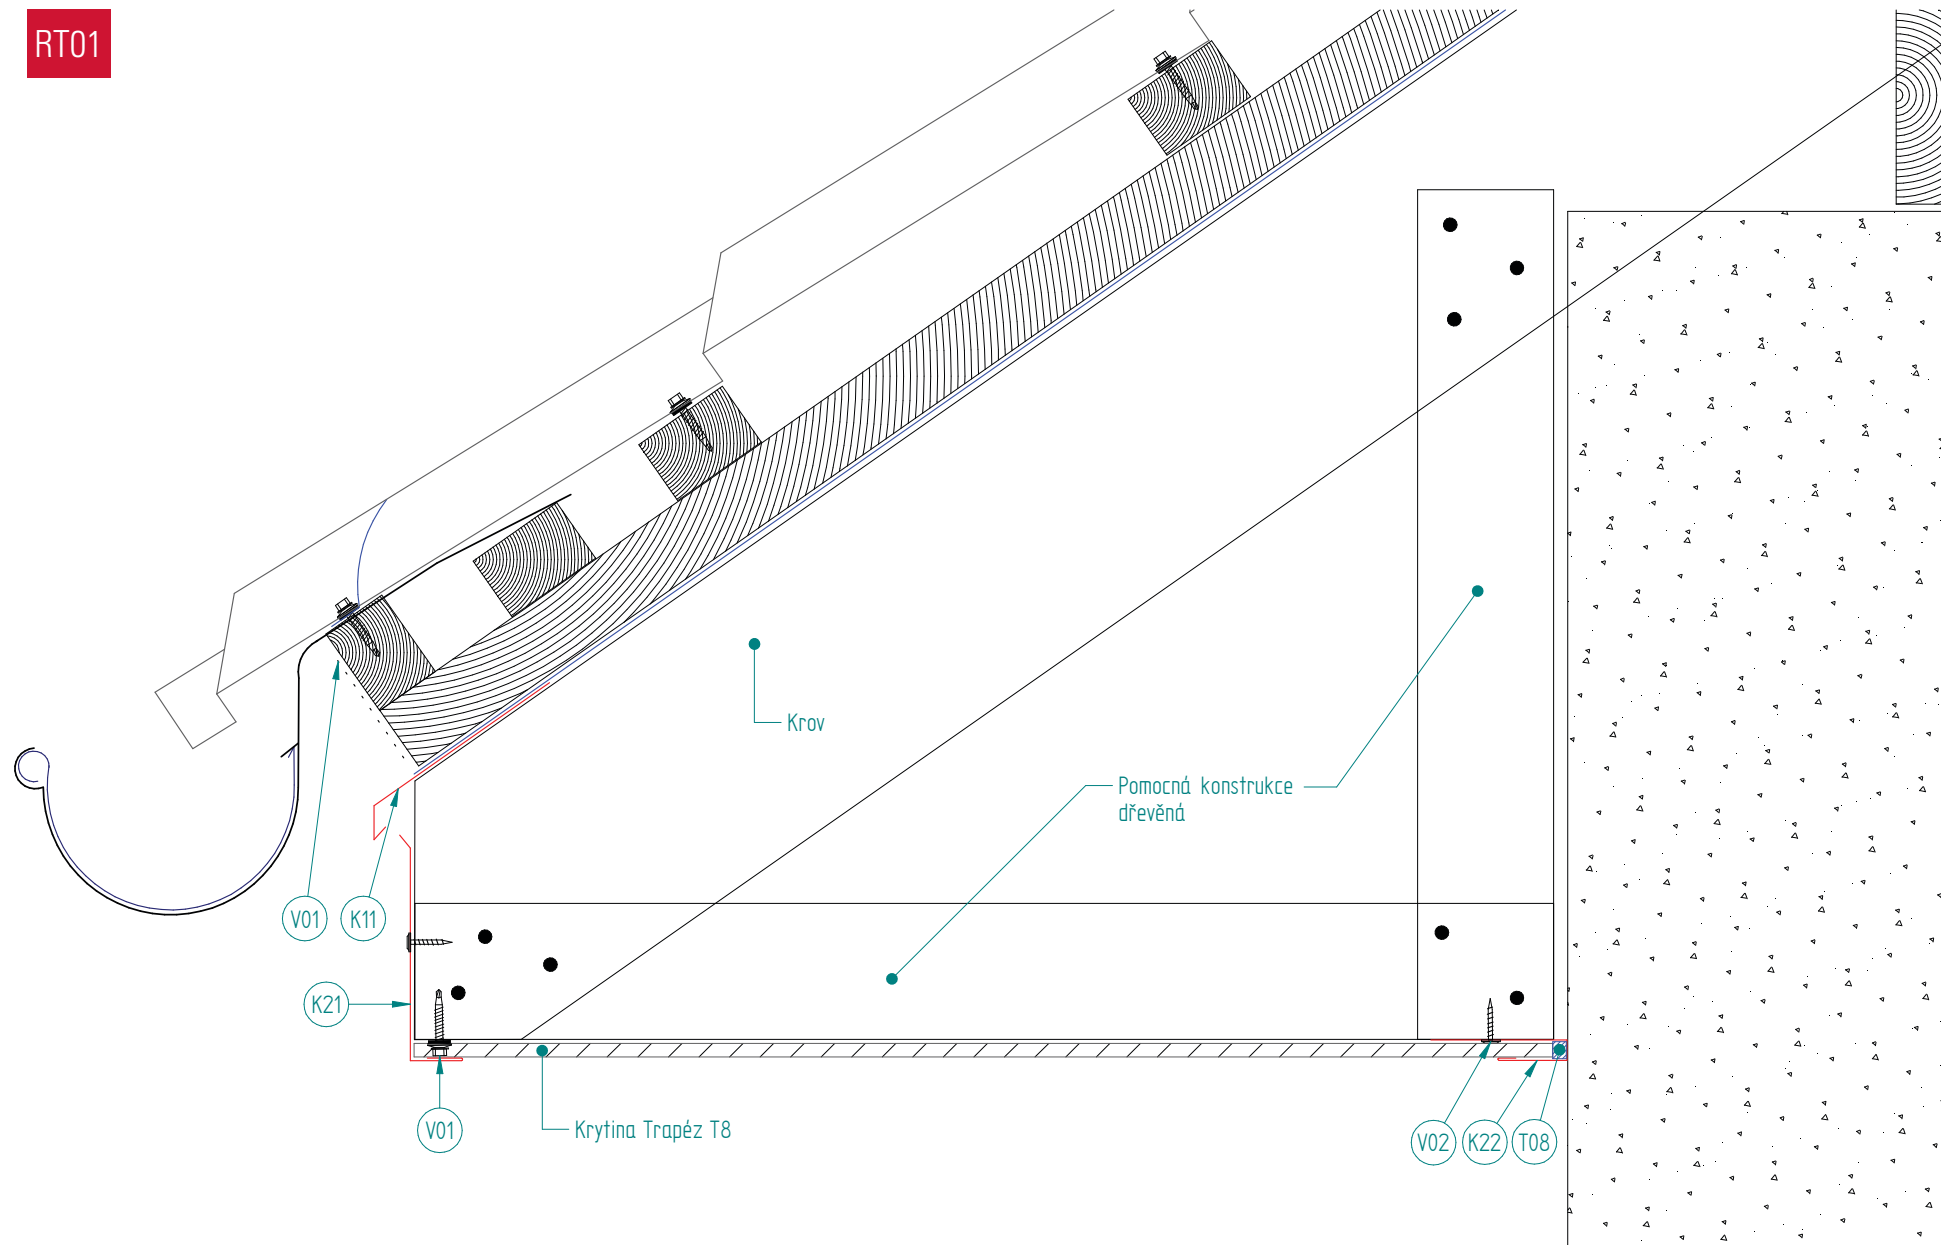 RT01
Krov
Pomocná konstrukce
dřevěná
V01
K11
K21
V01
Krytina Trapéz T8
V02
K22
T08